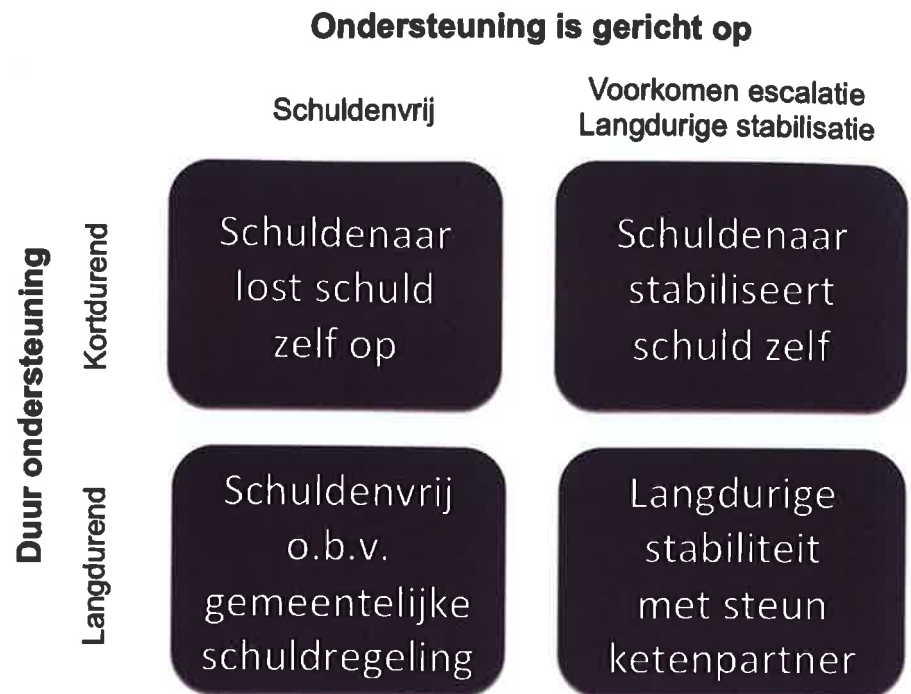 Ondersteuning is gericht op
Schuldenvrij
Voorkomen escalatie
Langdurige stabilisatie
Duur ondersteuning
Kortdurend
Schuldenaar
lost schuld
zelf op
Schuldenaar
stabiliseert
schuld zelf
Langdurend
Schuldenvrij
o.b.v.
gemeentelijke
schuldregeling
Langdurige
stabiliteit
met steun
ketenpartner